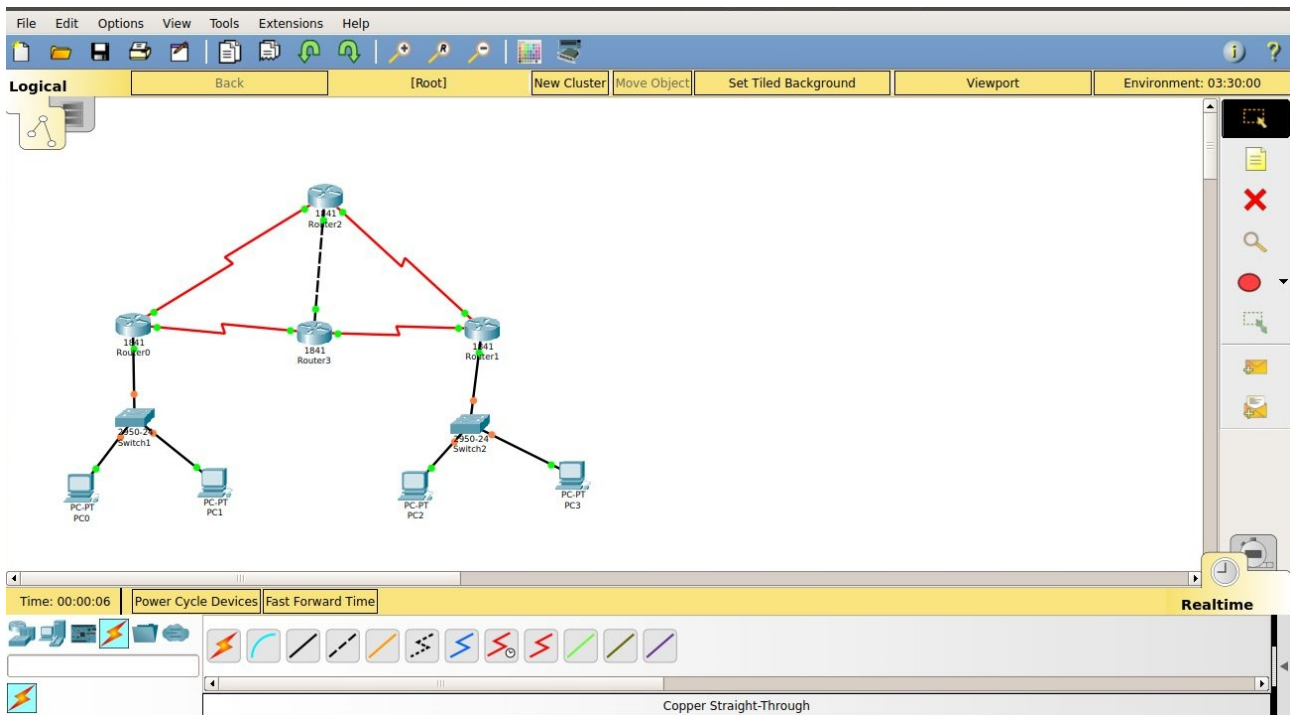 File Edit Options View Tools Extensions Help
Logical Back [Root] New Cluster Move Object Set Tiled Background Viewport Environment: 03:30:00
1841
Router2
1841
Router0
1841
Router3
1841
Router1
2950-24
Switch1
2950-24
Switch2
PC-PT
PC0
PC-PT
PC1
PC-PT
PC2
PC-PT
PC3
Time: 00:00:06 Power Cycle Devices Fast Forward Time Realtime
Copper Straight-Through